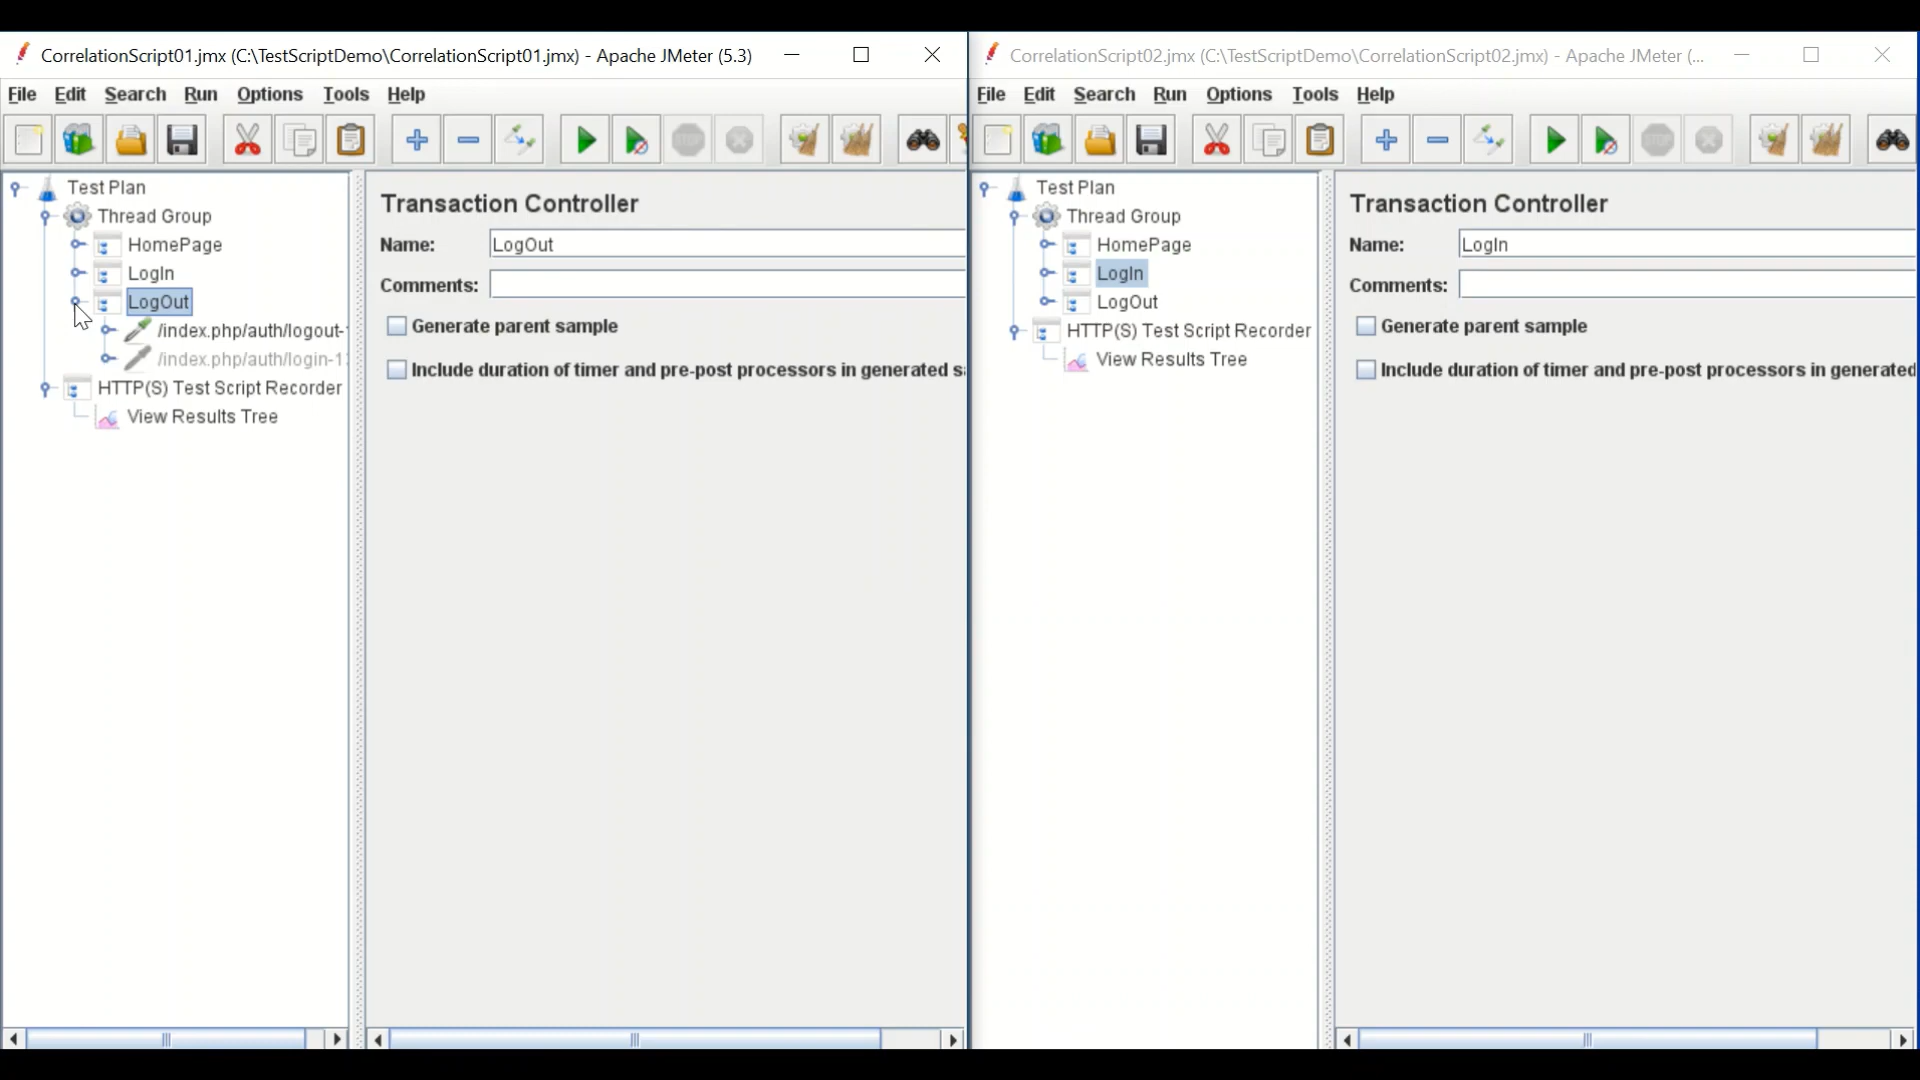 CorrelationScript01.jmx (C:\TestScriptDemo\CorrelationScript01.jmx) - Apache JMeter (5.3)
File Edit Search Run Options Tools Help
Test Plan
Thread Group
HomePage
LogIn
LogOut
/index.php/auth/logout-
/index.php/auth/login-1
HTTP(S) Test Script Recorder
View Results Tree
Transaction Controller
Name: LogOut
Comments:
Generate parent sample
Include duration of timer and pre-post processors in generated s
CorrelationScript02.jmx (C:\TestScriptDemo\CorrelationScript02.jmx) - Apache JMeter (...
File Edit Search Run Options Tools Help
Test Plan
Thread Group
HomePage
LogIn
LogOut
HTTP(S) Test Script Recorder
View Results Tree
Transaction Controller
Name: LogIn
Comments:
Generate parent sample
Include duration of timer and pre-post processors in generated